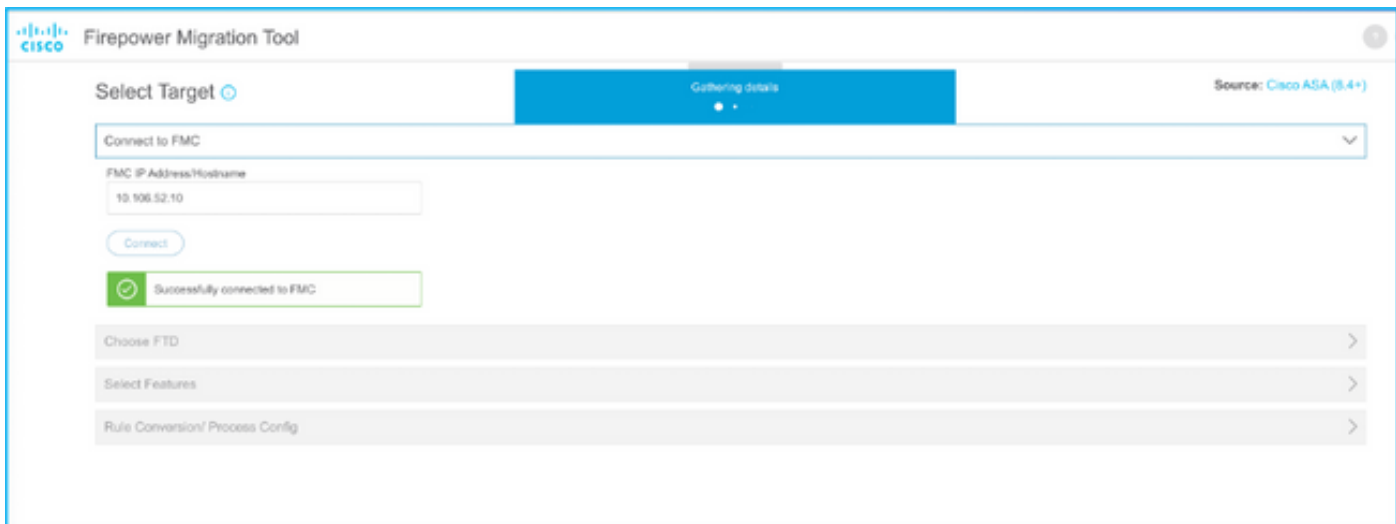 CISCO
Firepower Migration Tool
?
Select Target
Gathering details
Source: Cisco ASA (8.4+)
Connect to FMC
FMC IP Address/Hostname
10.106.52.10
Connect
Successfully connected to FMC
Choose FTD
Select Features
Rule Conversion/ Process Config